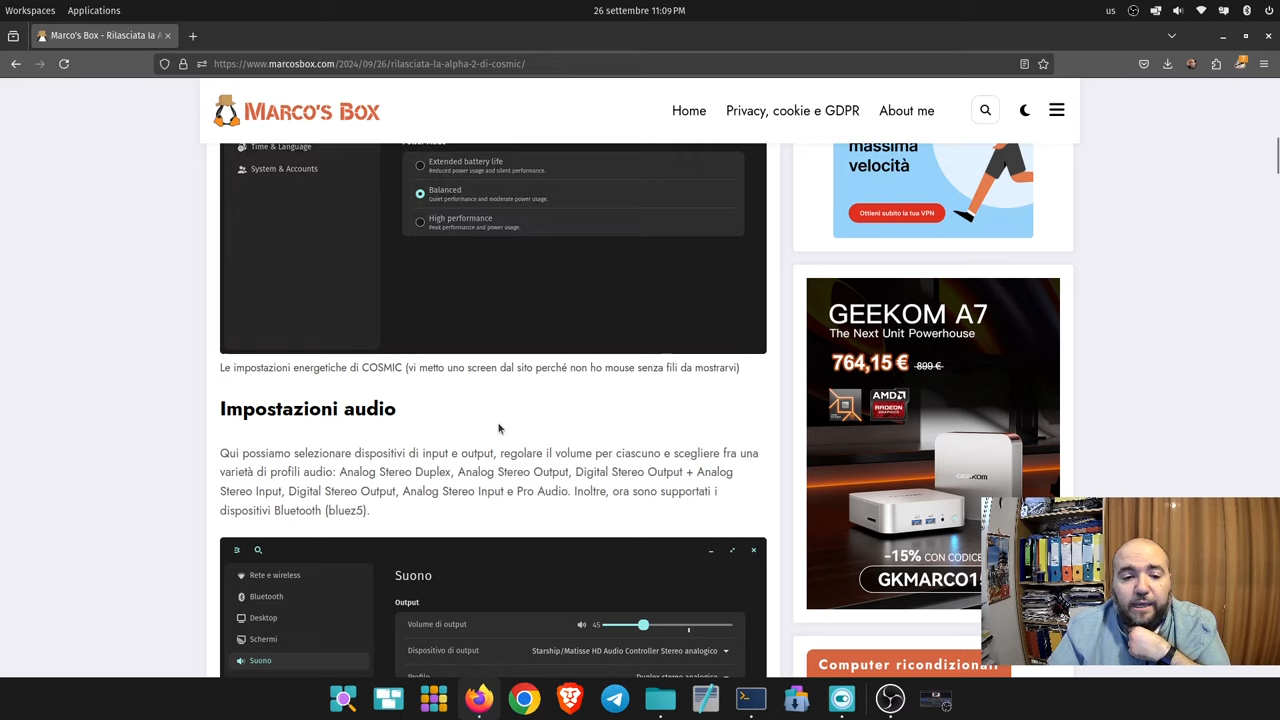 Workspaces Applications 26 settembre 11:09 PM us
Marco's Box - Rilasciata la A
https://www.marcosbox.com/2024/09/26/rilasciata-la-alpha-2-di-cosmic/
MARCO'S BOX Home Privacy, cookie e GDPR About me
Time & Language
System & Accounts
Extended battery life
Reduced power usage and silent performance.
Balanced
Quiet performance and moderate power usage.
High performance
Peak performance and power usage.
Le impostazioni energetiche di COSMIC (vi metto uno screen dal sito perché non ho mouse senza fili da mostrarvi)
Impostazioni audio
Qui possiamo selezionare dispositivi di input e output, regolare il volume per ciascuno e scegliere fra una
varietà di profili audio: Analog Stereo Duplex, Analog Stereo Output, Digital Stereo Output + Analog
Stereo Input, Digital Stereo Output, Analog Stereo Input e Pro Audio. Inoltre, ora sono supportati i
dispositivi Bluetooth (bluez5).
Rete e wireless
Bluetooth
Desktop
Schermi
Suono
Suono
Output
Volume di output 45
Dispositivo di output Starship/Matisse HD Audio Controller Stereo analogico
massima
velocità
Ottieni subito la tua VPN
GEEKOM A7
The Next Unit Powerhouse
764,15 € 899 €
AMD
RADEON
GRAPHICS
GEEKOM
-15% CON CODICE
GKMARCO1
Computer ricondizionati